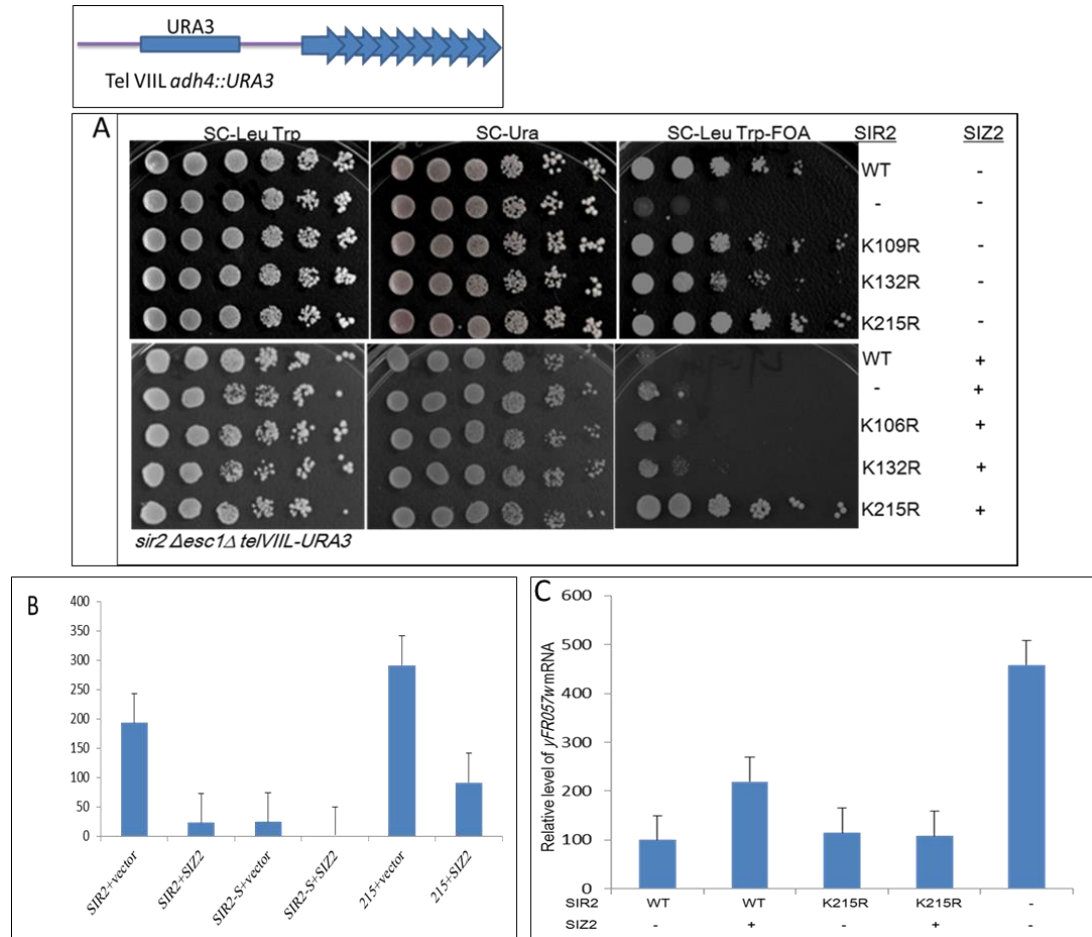 URA3
Tel VIIL adh4::URA3
A
SC-Leu Trp SC-Ura SC-Leu Trp-FOA SIR2 SIZ2
WT -
- -
K109R -
K132R -
K215R -
WT +
- +
K106R +
K132R +
K215R +
sir2 Δesc1Δ telVIIL-URA3
B
400
350
300
250
200
150
100
50
0
SIR2+vector
SIR2+SIZ2
SIR2-S+vector
SIR2-S+SIZ2
215+vector
215+SIZ2
C
Relative level of yFR057w mRNA
600
500
400
300
200
100
0
SIR2 WT WT K215R K215R -
SIZ2 - + - +